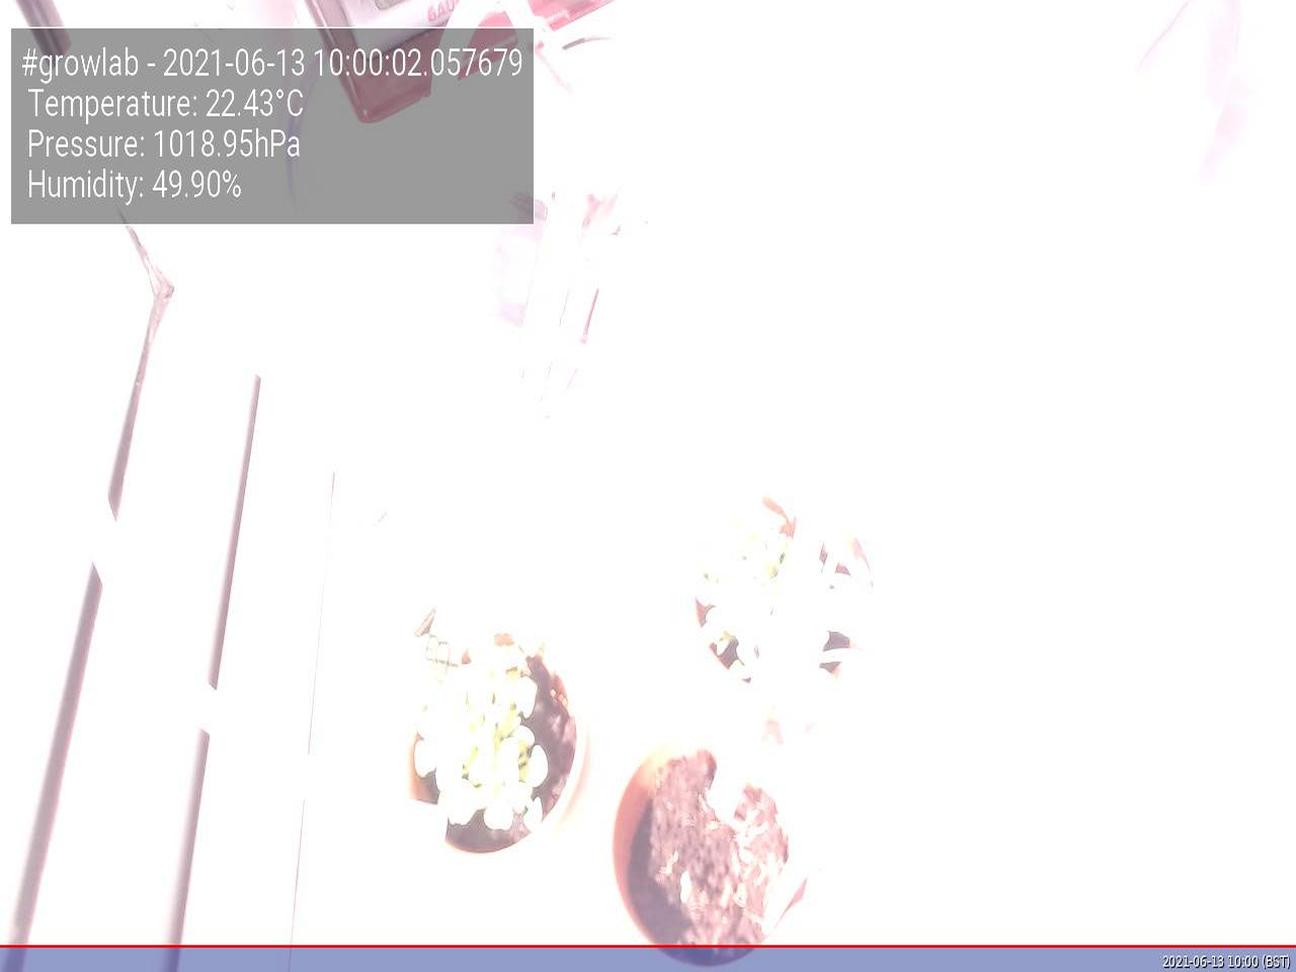 #growlab - 2021-06-13 10:00:02.057679
Temperature: 22.43°C
Pressure: 1018.95hPa
Humidity: 49.90%
2021-06-13 10:00 (BST)